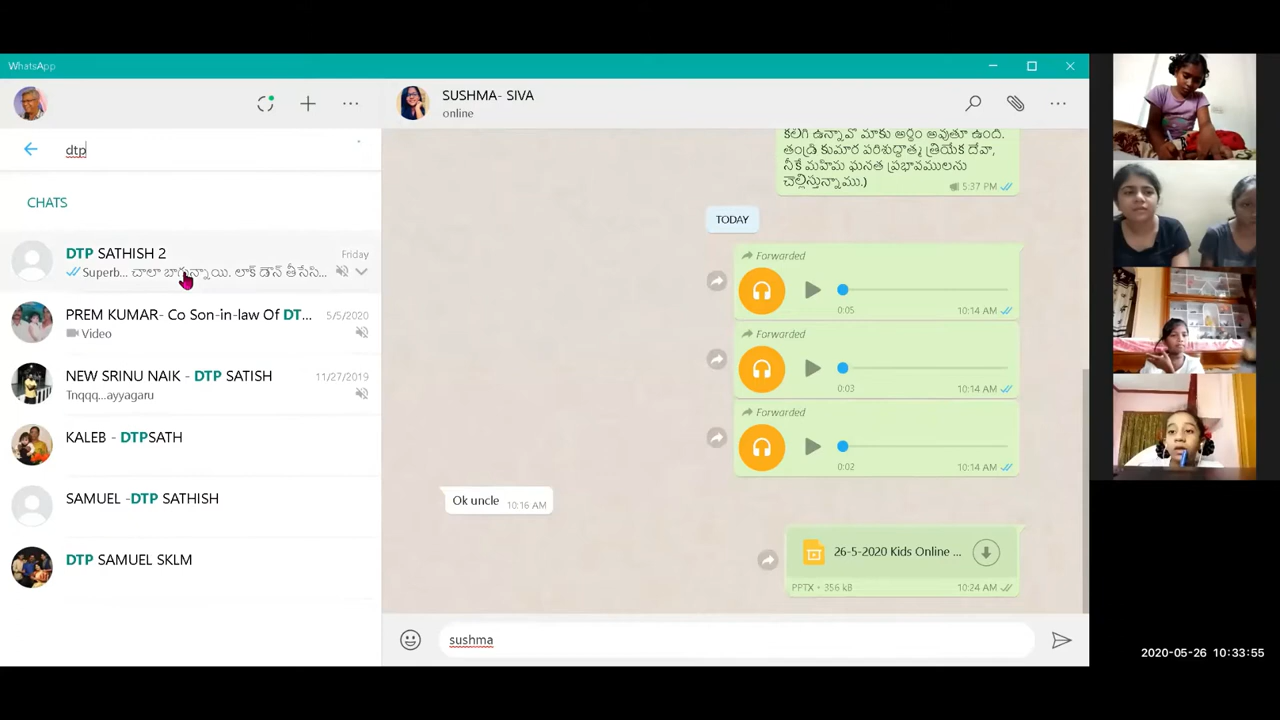 WhatsApp
dtp
CHATS
DTP SATHISH 2
Friday
Superb... చాలా బాగున్నాయి. లాక్ డౌన్ తీసేసి...
PREM KUMAR- Co Son-in-law Of DT...
5/5/2020
Video
NEW SRINU NAIK - DTP SATISH
11/27/2019
Tnqqq...ayyagaru
KALEB - DTPSATH
SAMUEL -DTP SATHISH
DTP SAMUEL SKLM
SUSHMA- SIVA
online
కలిగి ఉన్నావో మాకు అర్థం అవుతూ ఉంది.
తండ్రి కుమార పరిశుద్ధాత్మ త్రియేక దేవా,
నీకే మహిమ ఘనత ప్రభావములను
చెల్లిస్తున్నాము.)
5:37 PM
TODAY
Forwarded
0:05
10:14 AM
Forwarded
0:03
10:14 AM
Forwarded
0:02
10:14 AM
Ok uncle
10:16 AM
26-5-2020 Kids Online ...
PPTX • 356 kB
10:24 AM
sushma
2020-05-26 10:33:55